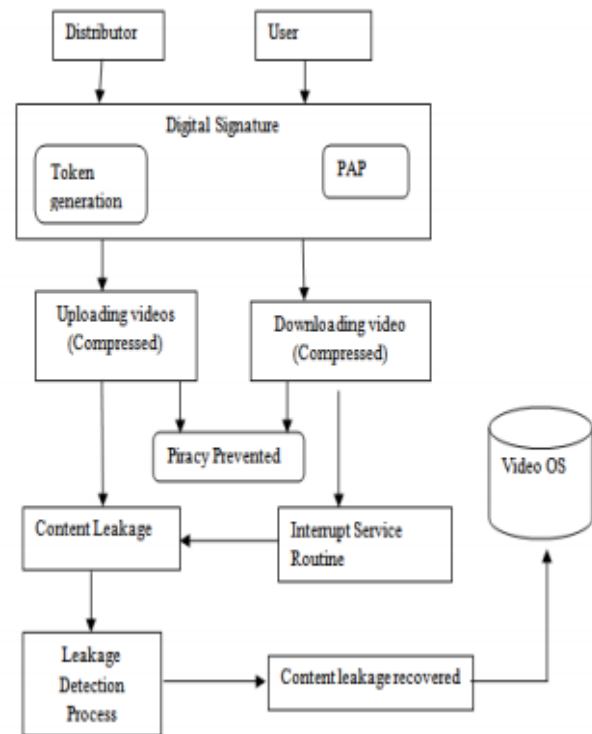 Distributor
User
Digital Signature
Token
generation
PAP
Uploading videos
(Compressed)
Downloading video
(Compressed)
Piracy Prevented
Video OS
Content Leakage
Interrupt Service
Routine
Leakage
Detection
Process
Content leakage recovered